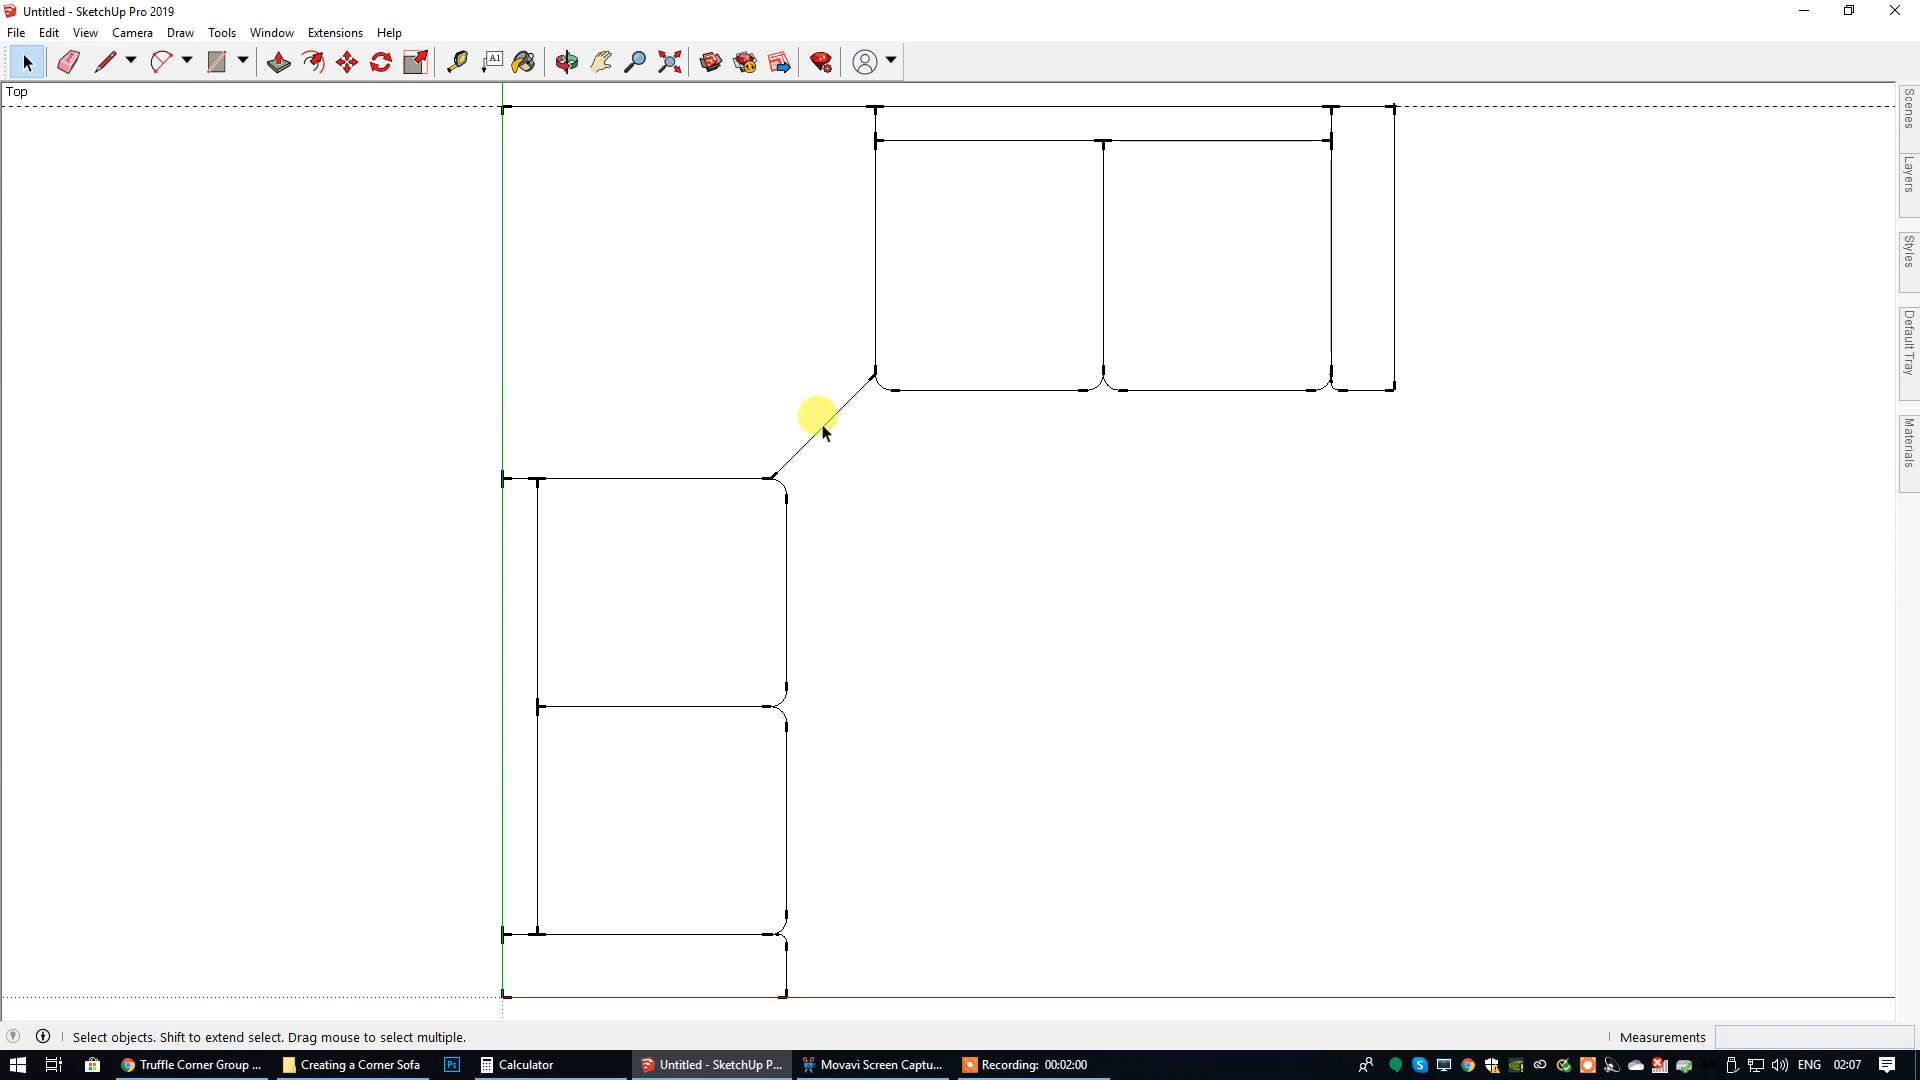 Untitled - SketchUp Pro 2019
File Edit View Camera Draw Tools Window Extensions Help
A1
Top
Scenes
Layers
Styles
Default Tray
Materials
Select objects. Shift to extend select. Drag mouse to select multiple.
Measurements
Truffle Corner Group ...
Creating a Corner Sofa
Ps
Calculator
Untitled - SketchUp P...
Movavi Screen Captu...
Recording: 00:02:00
ENG
02:07